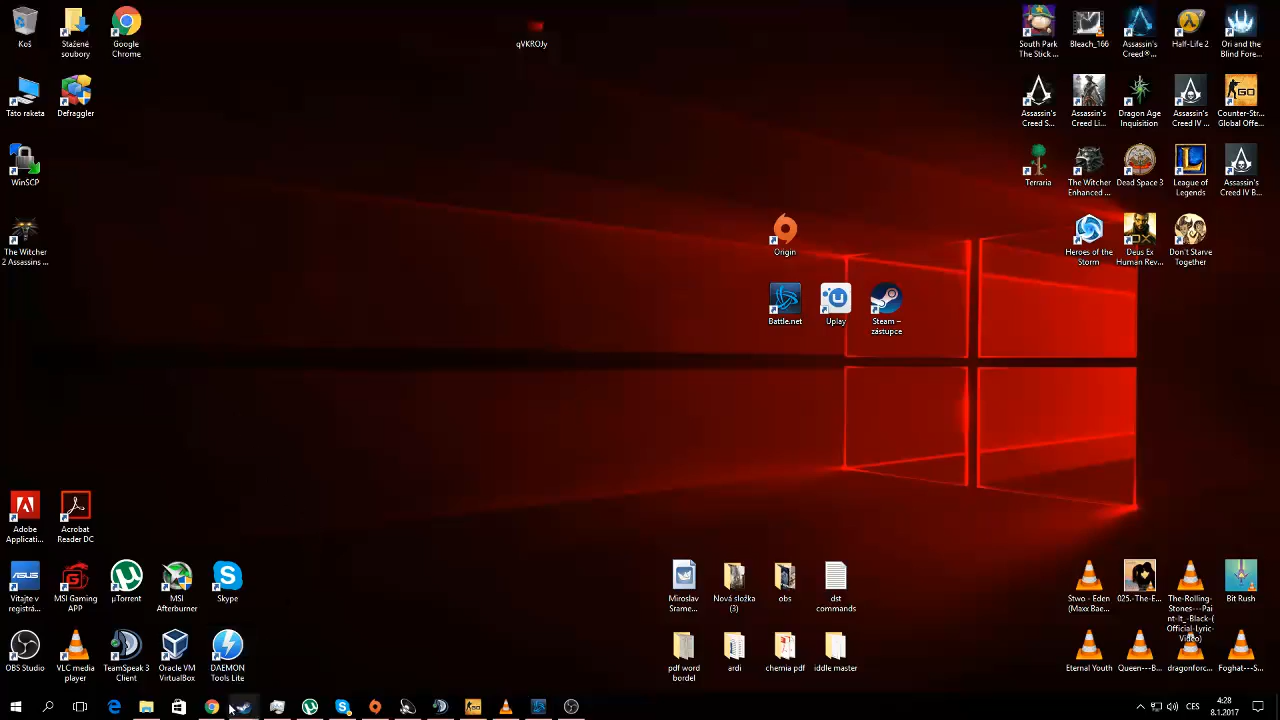 Koš
Stažené
soubory
Google
Chrome
qVKROJy
South Park
The Stick ...
Bleach_166
Assassin's
Creed® ...
Half-Life 2
Ori and the
Blind Fore...
Táto raketa
Defraggler
Assassin's
Creed S...
Assassin's
Creed Li...
Dragon Age
Inquisition
Assassin's
Creed IV ...
GO
Counter-Str...
Global Offe...
WinSCP
Terraria
The Witcher
Enhanced ...
Dead Space 3
League of
Legends
Assassin's
Creed IV B...
The Witcher
2 Assassins ...
Origin
Heroes of the
Storm
Deus Ex
Human Rev...
Don't Starve
Together
Battle.net
Uplay
Steam –
zástupce
Adobe
Applicati...
Acrobat
Reader DC
ASUS
Vítejte v
registrá...
MSI Gaming
APP
µTorrent
MSI
Afterburner
Skype
Miroslav
Srame...
Nová složka
(3)
obs
dst
commands
Stwo - Eden
(Maxx Bae...
025.-The-E...
The-Rolling-
Stones---Pai
nt-It_-Black-(
Official-Lyric-
Video)
Bit Rush
OBS Studio
VLC media
player
TeamSpeak 3
Client
Oracle VM
VirtualBox
DAEMON
Tools Lite
pdf word
bordel
ardi
chemia pdf
iddle master
Eternal Youth
Queen---B...
dragonforc...
Foghat---S...
CES
4:28
8.1.2017